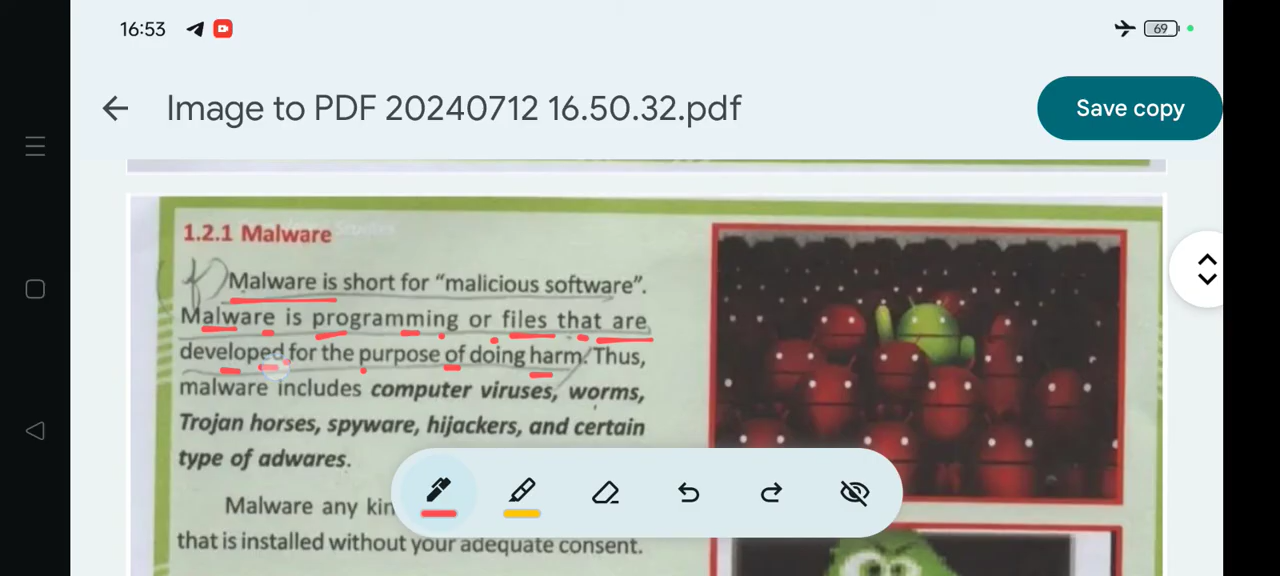 16:53
69
Image to PDF 20240712 16.50.32.pdf
Save copy
1.2.1 Malware
Malware is short for “malicious software”.
Malware is programming or files that are
developed for the purpose of doing harm. Thus,
malware includes computer viruses, worms,
Trojan horses, spyware, hijackers, and certain
type of adwares.
Malware any kin
that is installed without your adequate consent.